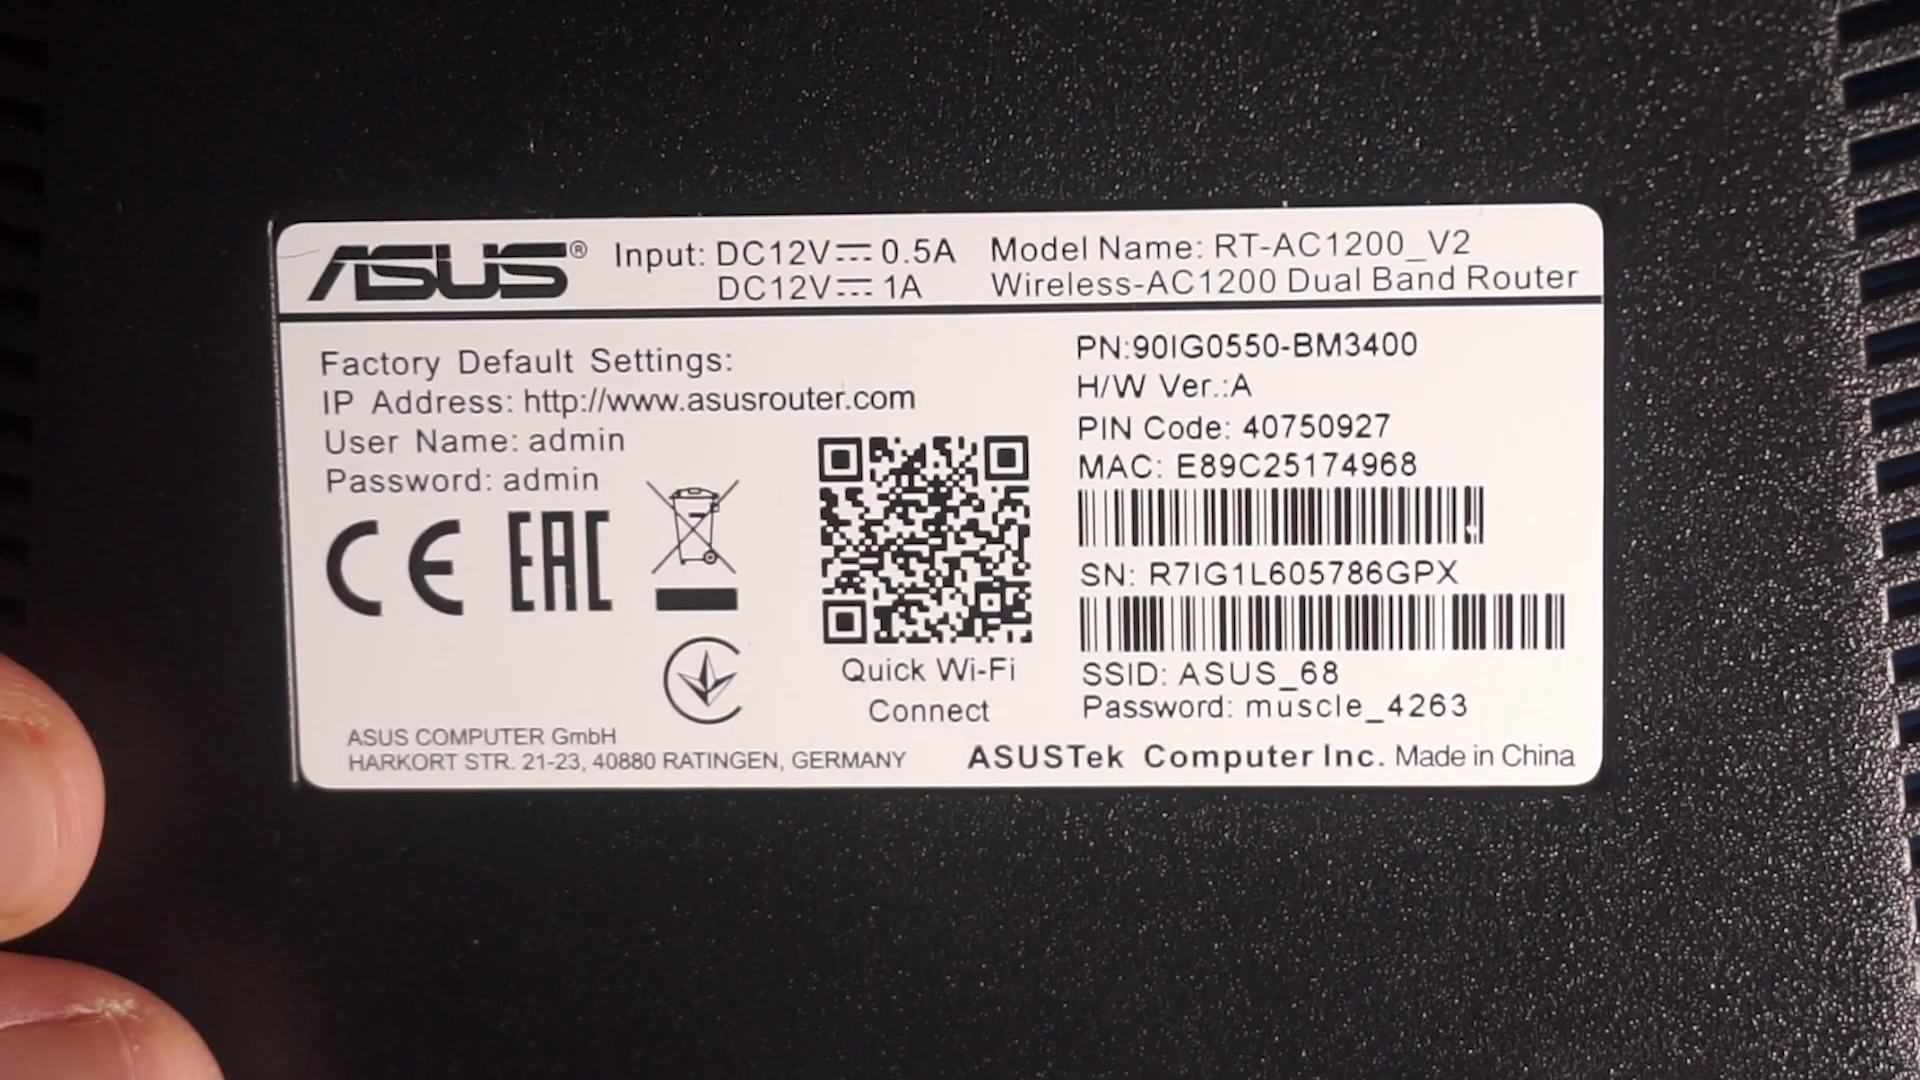 ASUS® Input: DC12V⎓0.5A Model Name: RT-AC1200_V2
DC12V⎓1A Wireless-AC1200 Dual Band Router
Factory Default Settings:
IP Address: http://www.asusrouter.com
User Name: admin
Password: admin
CE EAC
Quick Wi-Fi
Connect
PN:90IG0550-BM3400
H/W Ver.:A
PIN Code: 40750927
MAC: E89C25174968
SN: R7IG1L605786GPX
SSID: ASUS_68
Password: muscle_4263
ASUS COMPUTER GmbH
HARKORT STR. 21-23, 40880 RATINGEN, GERMANY
ASUSTek Computer Inc. Made in China